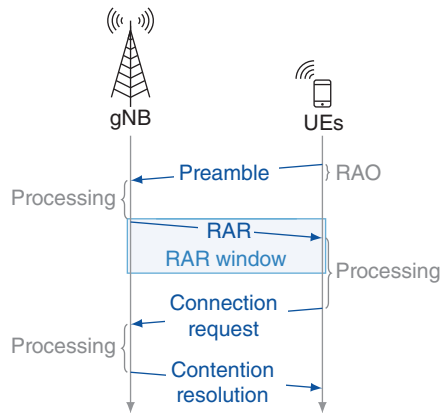 gNB
UEs
Preamble
RAO
Processing
RAR
RAR window
Processing
Connection
request
Processing
Contention
resolution